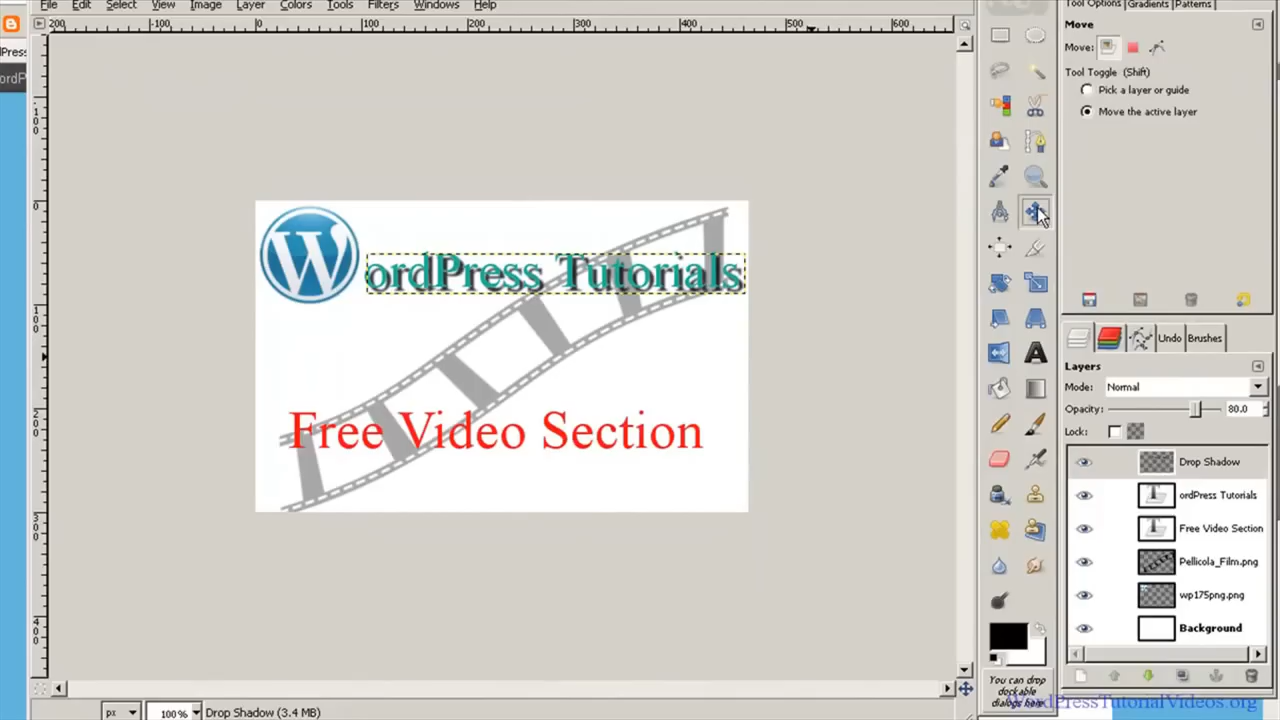 File Edit Select View Image Layer Colors Tools Filters Windows Help
Tool Options Gradients Patterns
Move
Move:
Tool Toggle (Shift)
Pick a layer or guide
Move the active layer
Press
ordP
200 -100 0 100 200 300 400 500 600
W
ordPress Tutorials
Free Video Section
Undo Brushes
Layers
Mode: Normal
Opacity: 80.0
Lock:
Drop Shadow
ordPress Tutorials
Free Video Section
Pellicola_Film.png
wp175png.png
Background
You can drop
dockable
dialogs here
WordPressTutorialVideos.org
px 100% Drop Shadow (3.4 MB)